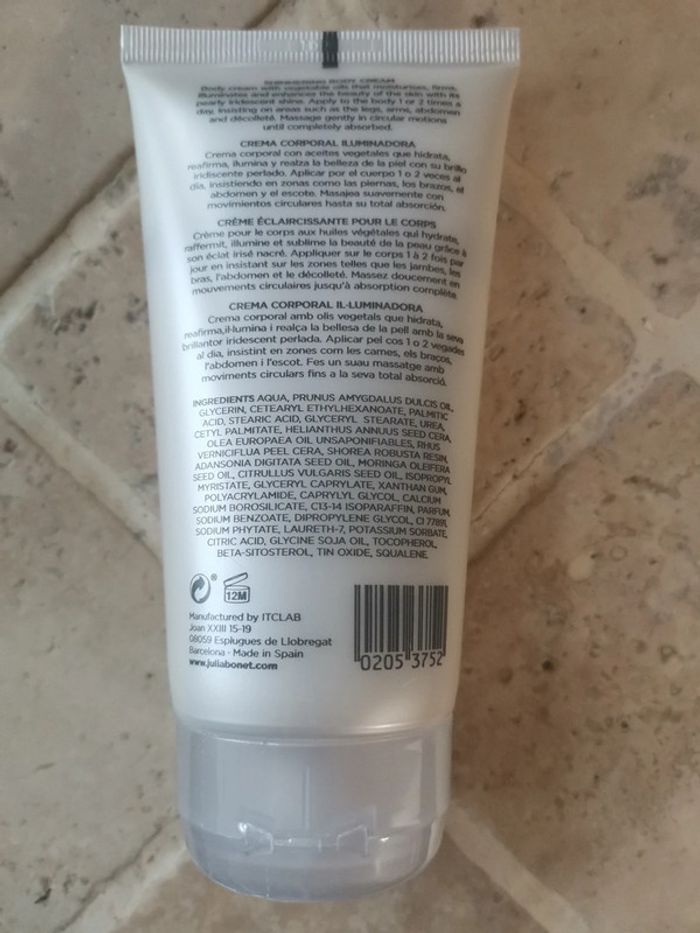 SHIMMERING BODY CREAM
Body cream with vegetable oils that moisturises, firms,
illuminates and enhances the beauty of the skin with its
pearly iridescent shine. Apply to the body 1 or 2 times a
day, insisting on areas such as the legs, arms, abdomen
and décolleté. Massage gently in circular motions
until completely absorbed.
CREMA CORPORAL ILUMINADORA
Crema corporal con aceites vegetales que hidrata,
reafirma, ilumina y realza la belleza de la piel con su brillo
iridiscente perlado. Aplicar por el cuerpo 1 o 2 veces al
día, insistiendo en zonas como las piernas, los brazos, el
abdomen y el escote. Masajea suavemente con
movimientos circulares hasta su total absorción.
CRÈME ÉCLAIRCISSANTE POUR LE CORPS
Crème pour le corps aux huiles végétales qui hydrate,
raffermit, illumine et sublime la beauté de la peau grâce à
son éclat irisé nacré. Appliquer sur le corps 1 à 2 fois par
jour en insistant sur les zones telles que les jambes, les
bras, l'abdomen et le décolleté. Massez doucement en
mouvements circulaires jusqu'à absorption complète.
CREMA CORPORAL IL·LUMINADORA
Crema corporal amb olis vegetals que hidrata,
reafirma,il·lumina i realça la bellesa de la pell amb la seva
brillantor iridescent perlada. Aplicar pel cos 1 o 2 vegades
al dia, insistint en zones com les cames, els braços,
l'abdomen i l'escot. Fes un suau massatge amb
moviments circulars fins a la seva total absorció.
INGREDIENTS AQUA, PRUNUS AMYGDALUS DULCIS OIL,
GLYCERIN, CETEARYL ETHYLHEXANOATE, PALMITIC
ACID, STEARIC ACID, GLYCERYL STEARATE, UREA,
CETYL PALMITATE, HELIANTHUS ANNUUS SEED CERA,
OLEA EUROPAEA OIL UNSAPONIFIABLES, RHUS
VERNICIFLUA PEEL CERA, SHOREA ROBUSTA RESIN,
ADANSONIA DIGITATA SEED OIL, MORINGA OLEIFERA
SEED OIL, CITRULLUS VULGARIS SEED OIL, ISOPROPYL
MYRISTATE, GLYCERYL CAPRYLATE, XANTHAN GUM,
POLYACRYLAMIDE, CAPRYLYL GLYCOL, CALCIUM
SODIUM BOROSILICATE, C13-14 ISOPARAFFIN, PARFUM,
SODIUM BENZOATE, DIPROPYLENE GLYCOL, CI 77891,
SODIUM PHYTATE, LAURETH-7, POTASSIUM SORBATE,
CITRIC ACID, GLYCINE SOJA OIL, TOCOPHEROL,
BETA-SITOSTEROL, TIN OXIDE, SQUALENE.
®
12M
Manufactured by ITCLAB
Joan XXIII 15-19
08059 Esplugues de Llobregat
Barcelona - Made in Spain
www.juliabonet.com
0205 3752